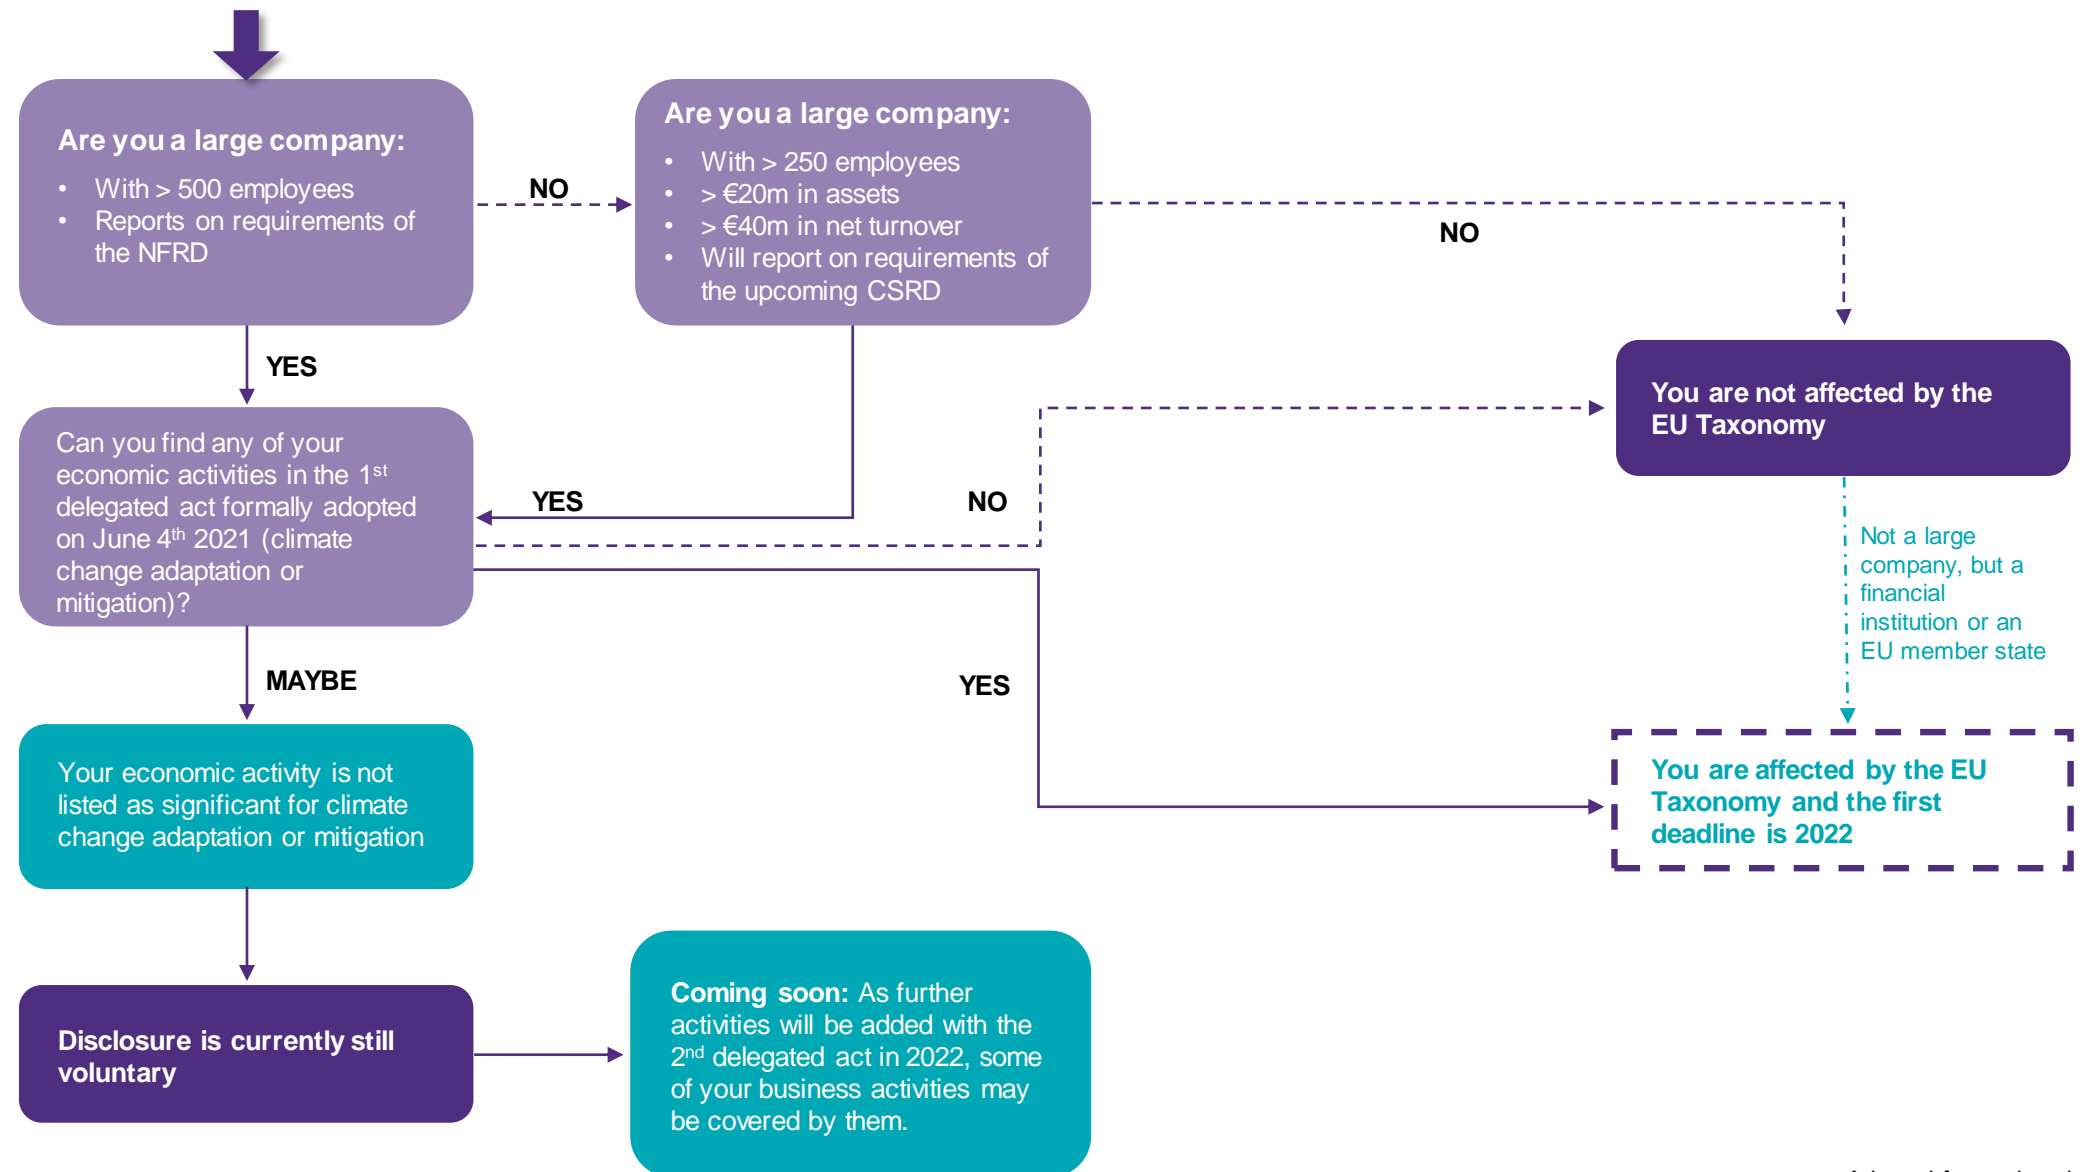 Are you a large company:
• With > 500 employees
• Reports on requirements of
the NFRD
NO
Are you a large company:
• With > 250 employees
• > €20m in assets
• > €40m in net turnover
• Will report on requirements of
the upcoming CSRD
NO
YES
Can you find any of your
economic activities in the 1st
delegated act formally adopted
on June 4th 2021 (climate
change adaptation or
mitigation)?
YES
NO
You are not affected by the
EU Taxonomy
Not a large
company, but a
financial
institution or an
EU member state
MAYBE
YES
Your economic activity is not
listed as significant for climate
change adaptation or mitigation
You are affected by the EU
Taxonomy and the first
deadline is 2022
Disclosure is currently still
voluntary
Coming soon: As further
activities will be added with the
2nd delegated act in 2022, some
of your business activities may
be covered by them.